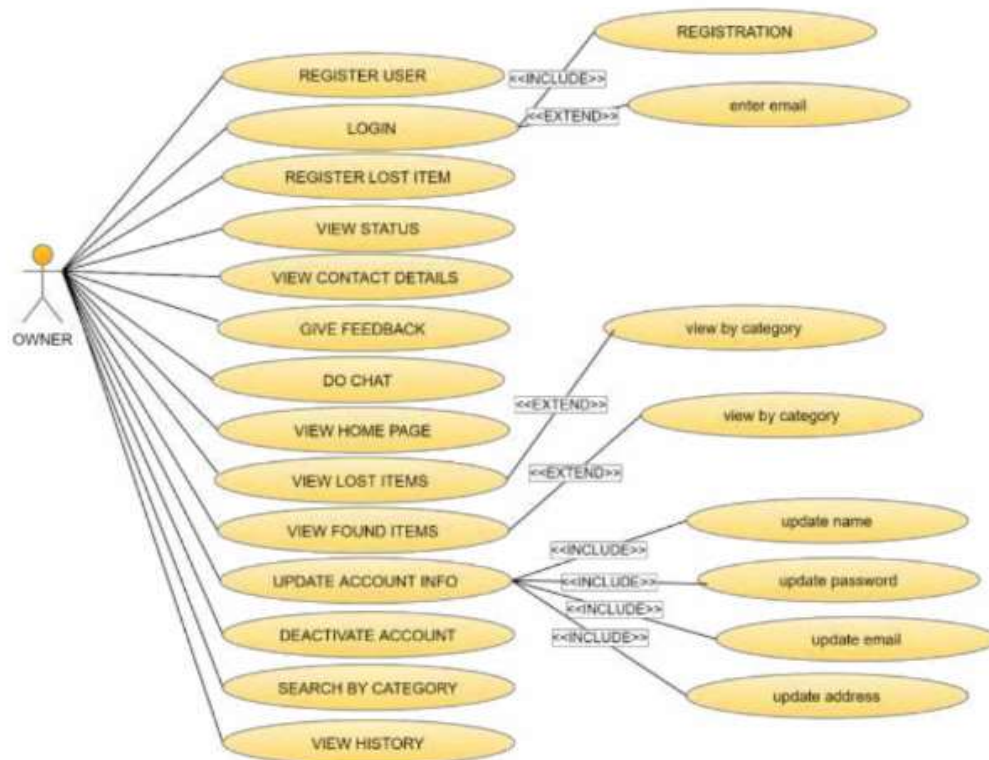 REGISTRATION
REGISTER USER
<<INCLUDE>>
enter email
<<EXTEND>>
LOGIN
REGISTER LOST ITEM
VIEW STATUS
VIEW CONTACT DETAILS
OWNER
GIVE FEEDBACK
view by category
DO CHAT
<<EXTEND>>
view by category
VIEW HOME PAGE
<<EXTEND>>
VIEW LOST ITEMS
VIEW FOUND ITEMS
update name
<<INCLUDE>>
UPDATE ACCOUNT INFO
<<INCLUDE>>
update password
<<INCLUDE>>
<<INCLUDE>>
DEACTIVATE ACCOUNT
update email
SEARCH BY CATEGORY
update address
VIEW HISTORY